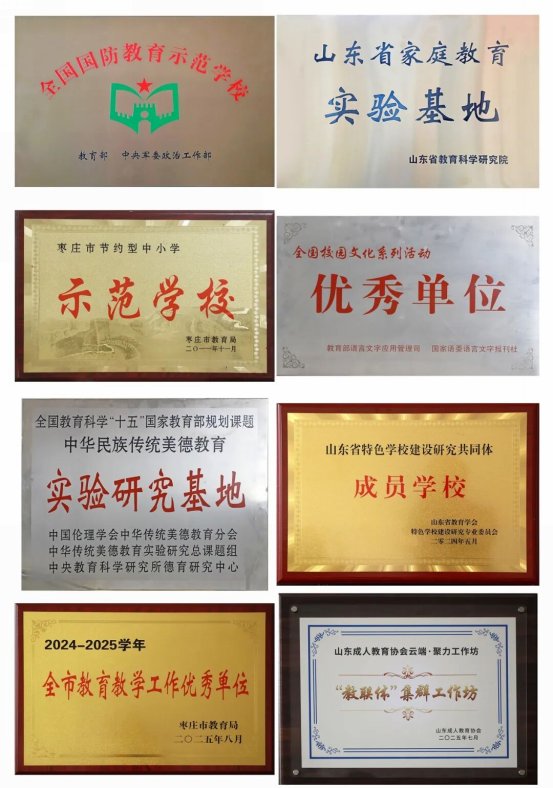 全国国防教育示范学校
教育部 中央军委政治工作部
山东省家庭教育
实验基地
山东省教育科学研究院
枣庄市节约型中小学
示范学校
枣庄市教育局
二〇一一年十一月
全国校园文化系列活动
优秀单位
教育部语言文字应用管理司 国家语委语言文字报刊社
全国教育科学“十五”国家教育部规划课题
中华民族传统美德教育
实验研究基地
中国伦理学会中华传统美德教育分会
中华传统美德教育实验研究总课题组
中央教育科学研究所德育研究中心
山东省特色学校建设研究共同体
成员学校
山东省教育学会
特色学校建设研究专业委员会
二〇二四年五月
2024-2025学年
全市教育教学工作优秀单位
枣庄市教育局
二〇二五年八月
山东成人教育协会云端·聚力工作坊
“教联体”集群工作坊
山东成人教育协会
二〇二五年七月